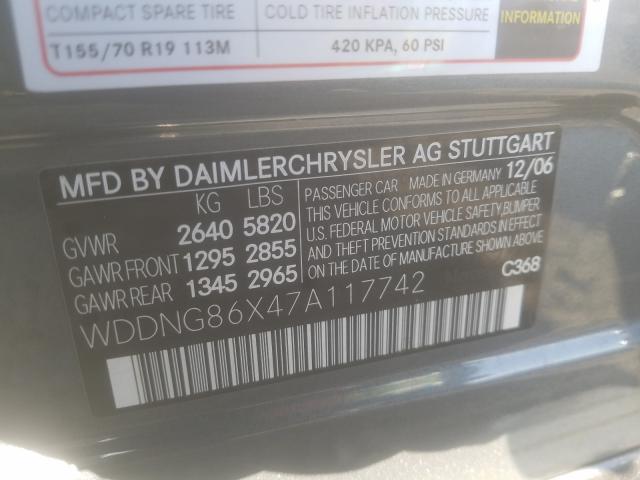 COMPACT SPARE TIRE COLD TIRE INFLATION PRESSURE
T155/70 R19 113M 420 KPA, 60 PSI
INFORMATION
MFD BY DAIMLERCHRYSLER AG STUTTGART
KG LBS PASSENGER CAR MADE IN GERMANY 12/06
GVWR 2640 5820 THIS VEHICLE CONFORMS TO ALL APPLICABLE
U.S. FEDERAL MOTOR VEHICLE SAFETY, BUMPER
GAWR FRONT 1295 2855 AND THEFT PREVENTION STANDARDS IN EFFECT
ON THE DATE OF MANUFACTURE SHOWN ABOVE.
GAWR REAR 1345 2965 C368
WDDNG86X47A117742